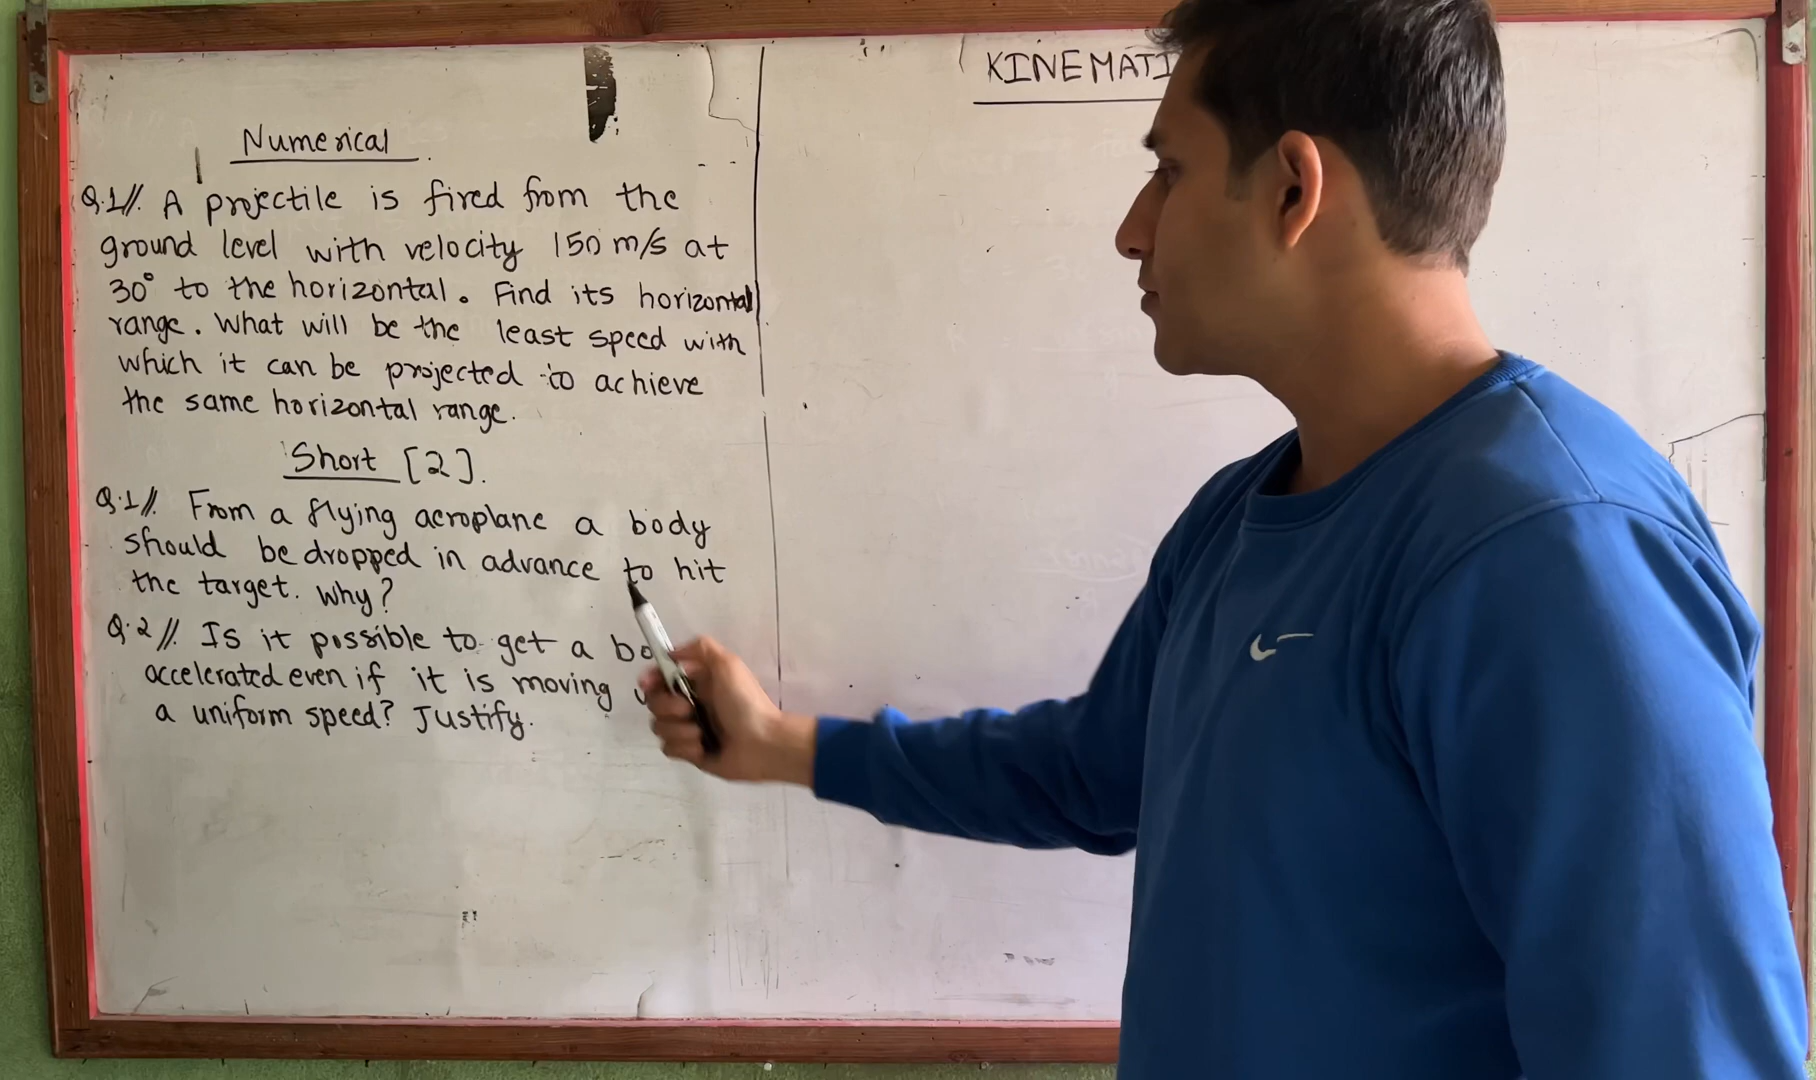 Numerical
Q.1//. A projectile is fired from the
ground level with velocity 150 m/s at
30° to the horizontal. Find its horizontal
range. What will be the least speed with
which it can be projected to achieve
the same horizontal range.
Short [2].
Q.1//. From a flying aeroplane a body
should be dropped in advance to hit
the target. Why?
Q.2//. Is it possible to get a bo
accelerated even if it is moving
a uniform speed? Justify.
KINEMATI